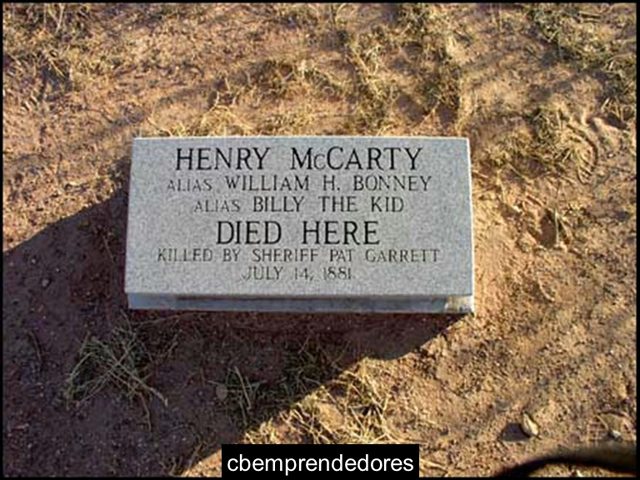 HENRY McCARTY
ALIAS WILLIAM H. BONNEY
ALIAS BILLY THE KID
DIED HERE
KILLED BY SHERIFF PAT GARRETT
JULY 14, 1881
cbemprendedores